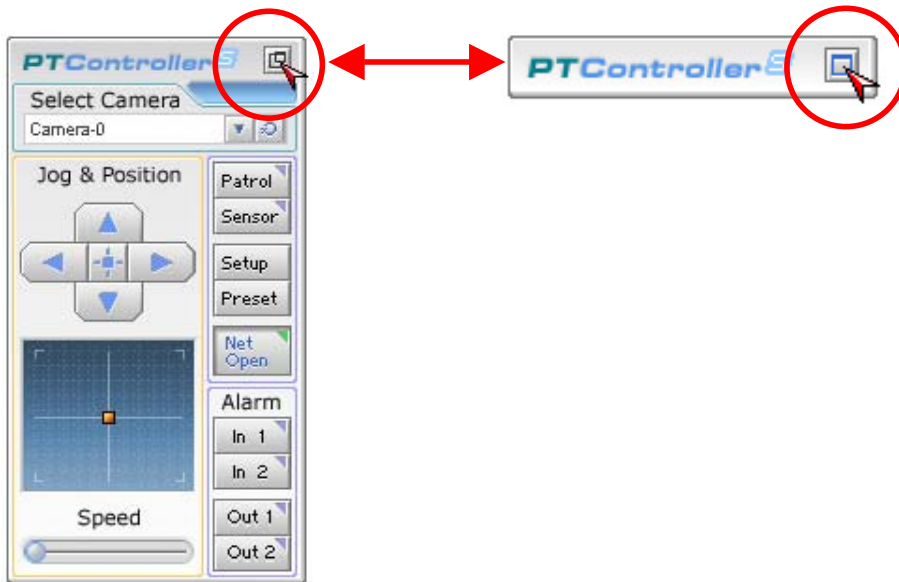 PTController S
PTController S
Select Camera
Camera-0
Jog & Position
Patrol
Sensor
Setup
Preset
Net
Open
Alarm
In 1
In 2
Speed
Out 1
Out 2